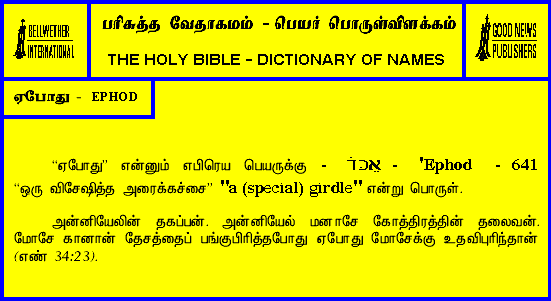 BELLWETHER
INTERNATIONAL
பரிசுத்த வேதாகமம் - பெயர் பொருள்விளக்கம்
THE HOLY BIBLE - DICTIONARY OF NAMES
GOOD NEWS
PUBLISHERS
ஏபோது - EPHOD
“ஏபோது” என்னும் எபிரெய பெயருக்கு - - 'Ephod - 641
“ஒரு விசேஷித்த அரைக்கச்சை” "a (special) girdle" என்று பொருள்.
அன்னியேலின் தகப்பன். அன்னியேல் மனாசே கோத்திரத்தின் தலைவன்.
மோசே கானான் தேசத்தைப் பங்குபிரித்தபோது ஏபோது மோசேக்கு உதவிபுரிந்தான்
(எண் 34:23).